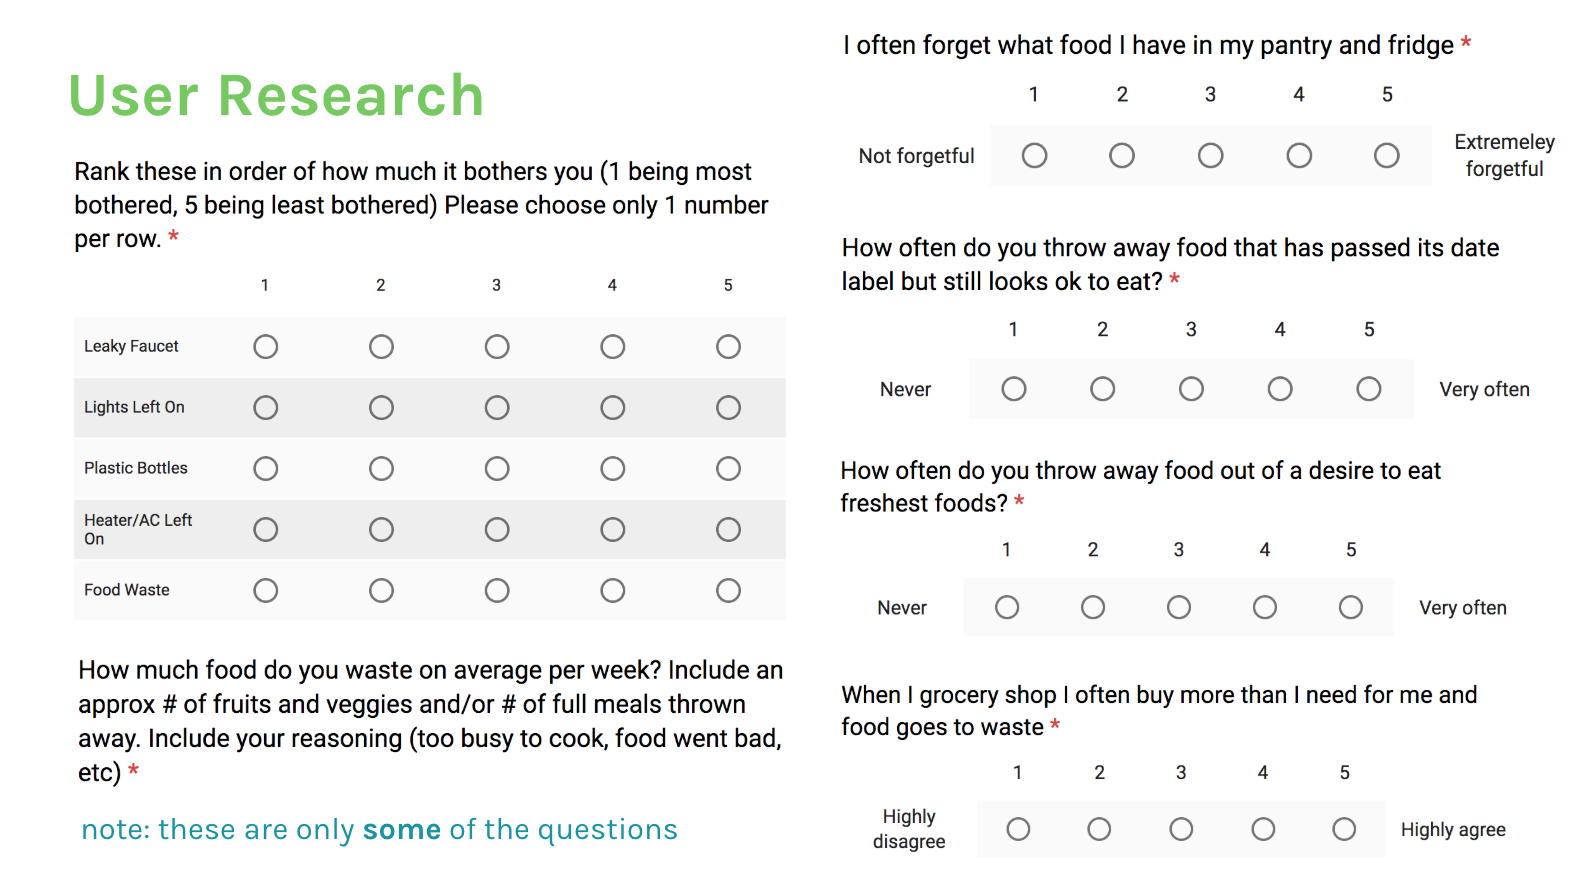 User Research
Rank these in order of how much it bothers you (1 being most
bothered, 5 being least bothered) Please choose only 1 number
per row. *
1 2 3 4 5
Leaky Faucet
Lights Left On
Plastic Bottles
Heater/AC Left
On
Food Waste
How much food do you waste on average per week? Include an
approx # of fruits and veggies and/or # of full meals thrown
away. Include your reasoning (too busy to cook, food went bad,
etc) *
note: these are only some of the questions
I often forget what food I have in my pantry and fridge *
1 2 3 4 5
Not forgetful
Extremeley
forgetful
How often do you throw away food that has passed its date
label but still looks ok to eat? *
1 2 3 4 5
Never
Very often
How often do you throw away food out of a desire to eat
freshest foods? *
1 2 3 4 5
Never
Very often
When I grocery shop I often buy more than I need for me and
food goes to waste *
1 2 3 4 5
Highly
disagree
Highly agree